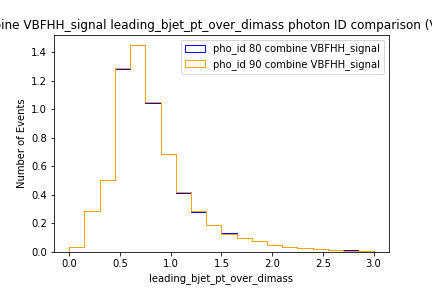 bine VBFHH_signal leading_bjet_pt_over_dimass photon ID comparison (V
pho_id 80 combine VBFHH_signal
pho_id 90 combine VBFHH_signal
Number of Events
1.4
1.2
1.0
0.8
0.6
0.4
0.2
0.0
0.0 0.5 1.0 1.5 2.0 2.5 3.0
leading_bjet_pt_over_dimass